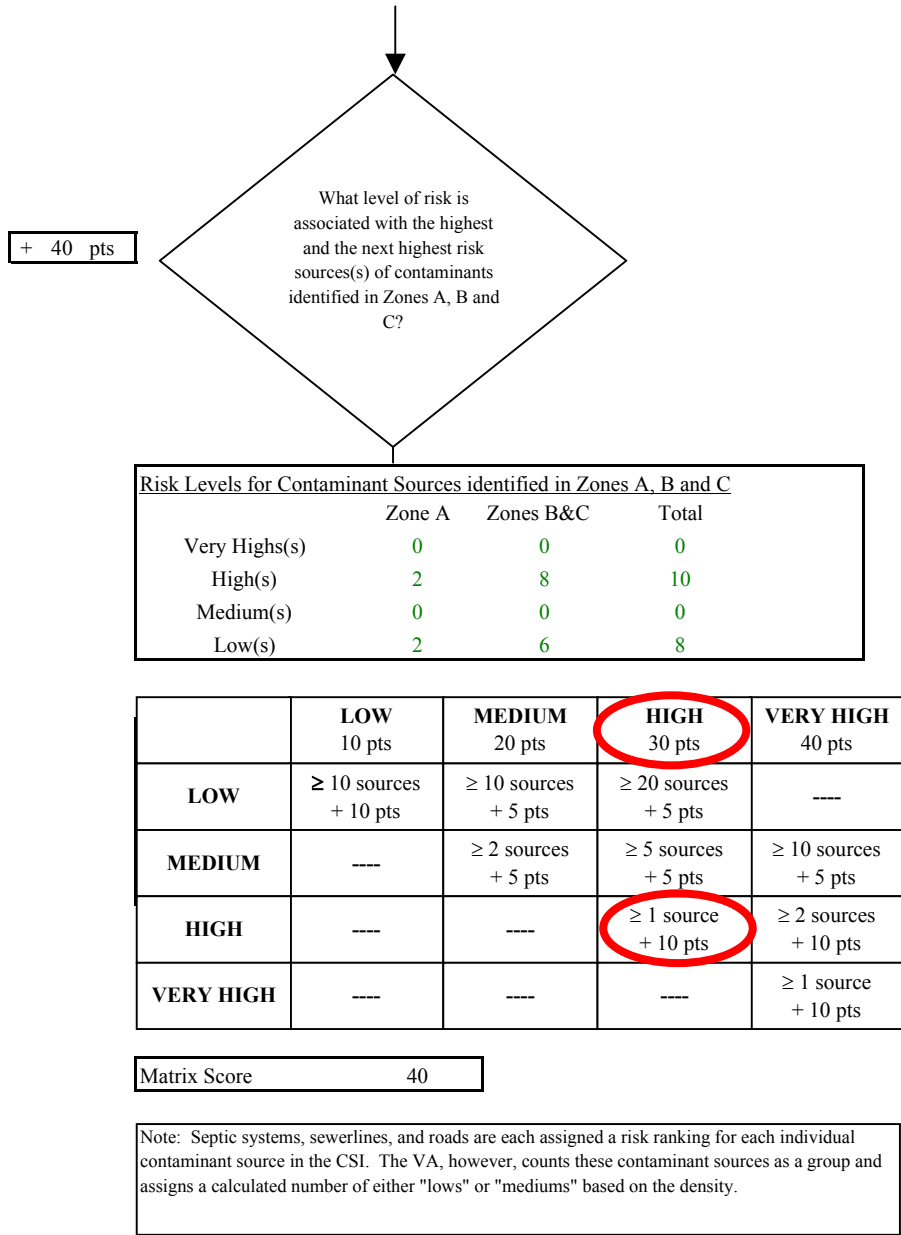 What level of risk is
associated with the highest
and the next highest risk
sources(s) of contaminants
identified in Zones A, B and
C?
+ 40 pts
Risk Levels for Contaminant Sources identified in Zones A, B and C
Zone A Zones B&C Total
Very Highs(s) 0 0 0
High(s) 2 8 10
Medium(s) 0 0 0
Low(s) 2 6 8
LOW MEDIUM HIGH VERY HIGH
10 pts 20 pts 30 pts 40 pts
LOW ≥ 10 sources + 10 pts ≥ 10 sources + 5 pts ≥ 20 sources + 5 pts ----
MEDIUM ---- ≥ 2 sources + 5 pts ≥ 5 sources + 5 pts ≥ 10 sources + 5 pts
HIGH ---- ---- ≥ 1 source + 10 pts ≥ 2 sources + 10 pts
VERY HIGH ---- ---- ---- ≥ 1 source + 10 pts
Matrix Score 40
Note: Septic systems, sewerlines, and roads are each assigned a risk ranking for each individual
contaminant source in the CSI. The VA, however, counts these contaminant sources as a group and
assigns a calculated number of either "lows" or "mediums" based on the density.